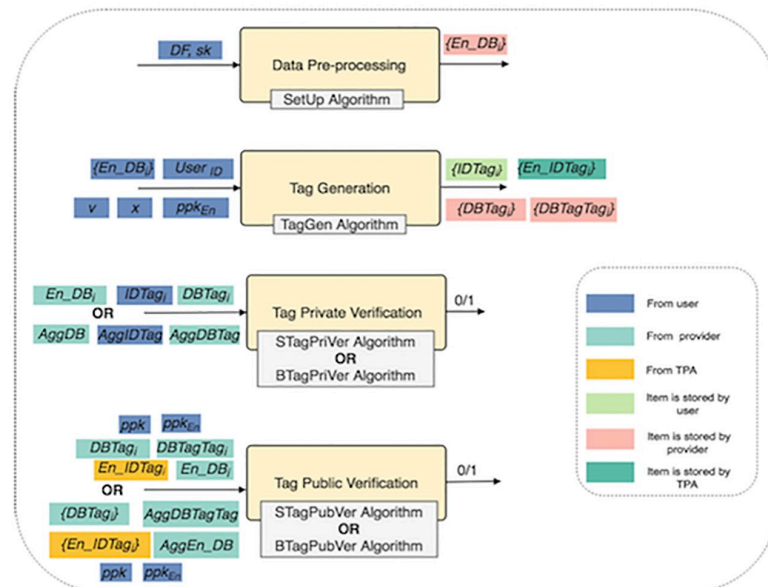 DF, sk
{En_DBi}
Data Pre-processing
SetUp Algorithm
{En_DBi} User ID
{IDTagi} {En_IDTagi}
Tag Generation
v x ppkEn
{DBTagi} {DBTagTagi}
TagGen Algorithm
En_DBi IDTagi DBTagi
0/1
OR
Tag Private Verification
AggDB AggIDTag AggDBTag
STagPriVer Algorithm
OR
BTagPriVer Algorithm
ppk ppkEn
DBTagi DBTagTagi
En_IDTagi En_DBi
0/1
OR
Tag Public Verification
{DBTagi} AggDBTagTag
STagPubVer Algorithm
OR
{En_IDTagi} AggEn_DB
BTagPubVer Algorithm
ppk ppkEn
From user
From provider
From TPA
Item is stored by
user
Item is stored by
provider
Item is stored by
TPA